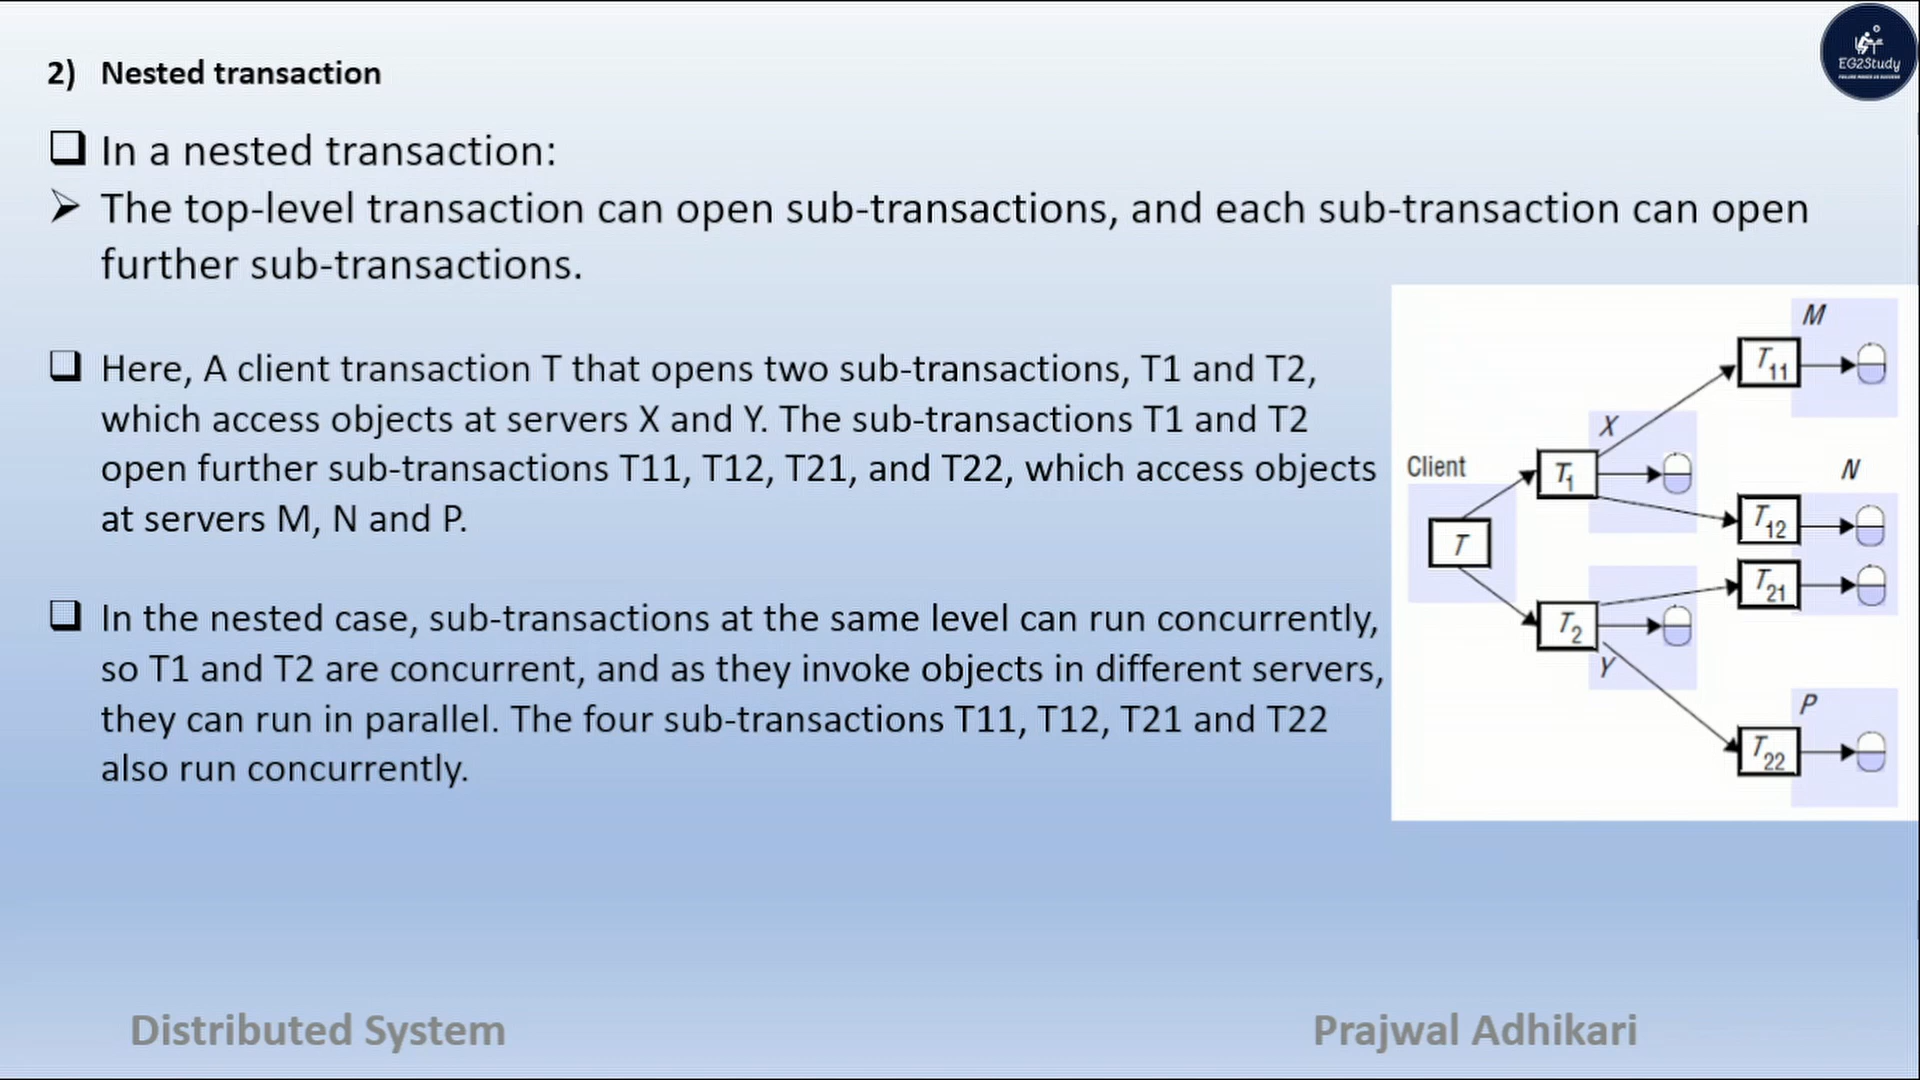 EG2Study
FAILURE MAKES US SUCCESS
2) Nested transaction
In a nested transaction:
The top-level transaction can open sub-transactions, and each sub-transaction can open
further sub-transactions.
Here, A client transaction T that opens two sub-transactions, T1 and T2,
which access objects at servers X and Y. The sub-transactions T1 and T2
open further sub-transactions T11, T12, T21, and T22, which access objects
at servers M, N and P.
In the nested case, sub-transactions at the same level can run concurrently,
so T1 and T2 are concurrent, and as they invoke objects in different servers,
they can run in parallel. The four sub-transactions T11, T12, T21 and T22
also run concurrently.
M
T11
X
Client
T1
N
T12
T
T21
T2
Y
P
T22
Distributed System
Prajwal Adhikari